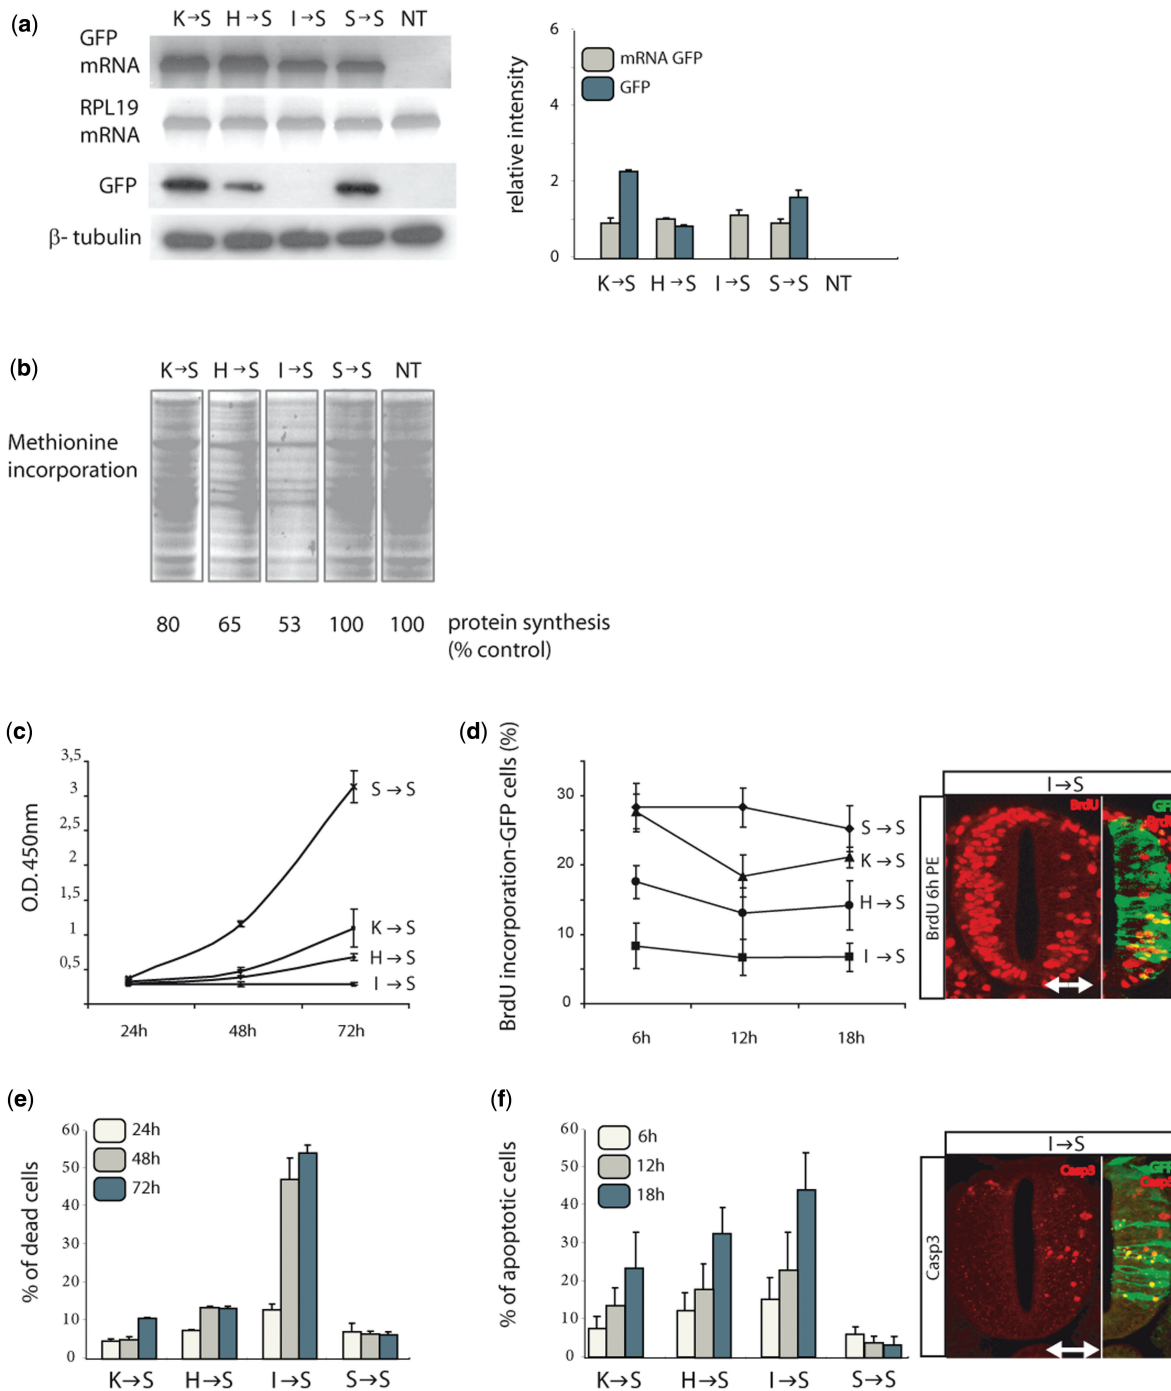 (a)
K→S H→S I→S S→S NT
GFP
mRNA
RPL19
mRNA
GFP
β- tubulin
relative intensity
6
4
2
0
mRNA GFP
GFP
K→S H→S I→S S→S NT
(b)
K→S H→S I→S S→S NT
Methionine
incorporation
80 65 53 100 100 protein synthesis
(% control)
(c)
O.D. 450nm
3,5
3
2,5
2
1,5
1
0,5
S → S
K → S
H → S
I → S
24h 48h 72h
(d)
BrdU incorporation-GFP cells (%)
30
20
10
0
S → S
K → S
H → S
I → S
6h 12h 18h
I→S
BrdU 6h PE
BrdU
(e)
% of dead cells
60
50
40
30
20
10
0
24h
48h
72h
K→S H→S I→S S→S
(f)
% of apoptotic cells
60
50
40
30
20
10
0
6h
12h
18h
K→S H→S I→S S→S
I→S
Casp3
Casp3